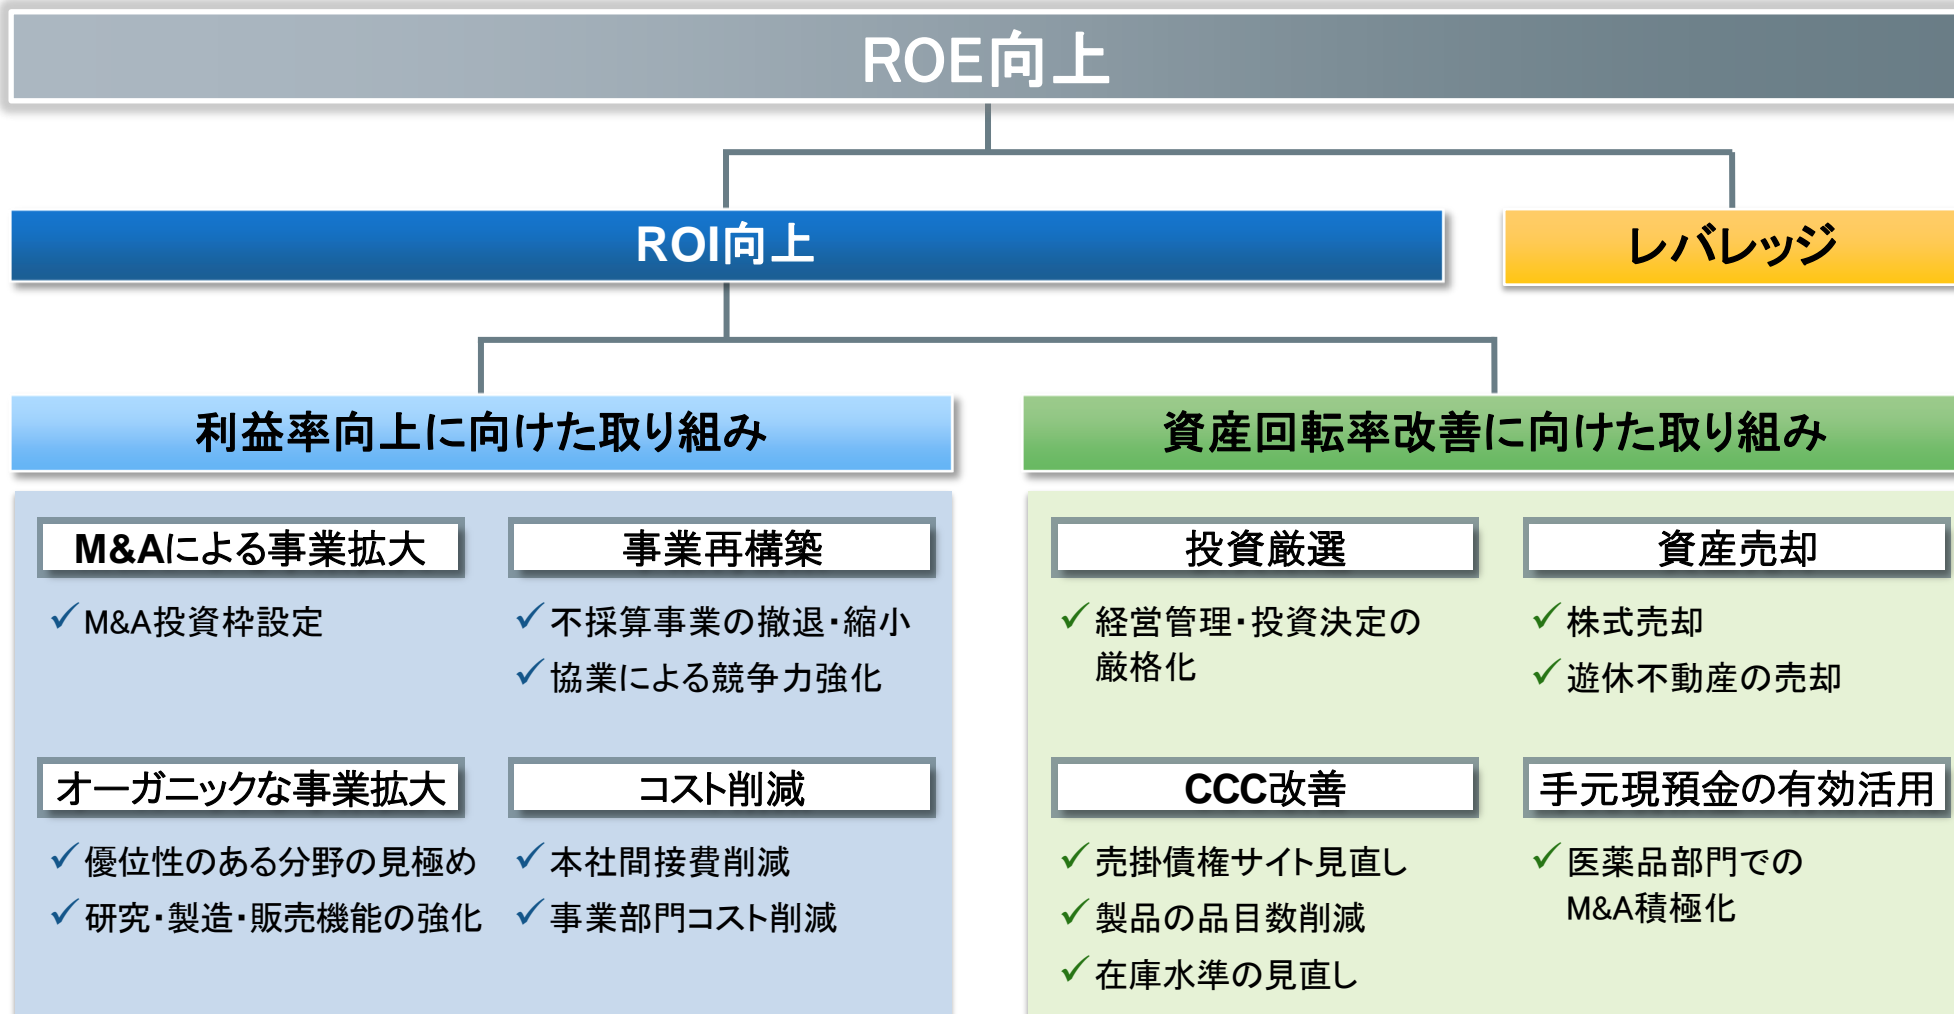 ROE向上
ROI向上
レバレッジ
利益率向上に向けた取り組み
資産回転率改善に向けた取り組み
M&Aによる事業拡大
✓M&A投資枠設定
事業再構築
✓不採算事業の撤退・縮小
✓協業による競争力強化
オーガニックな事業拡大
✓優位性のある分野の見極め
✓研究・製造・販売機能の強化
コスト削減
✓本社間接費削減
✓事業部門コスト削減
投資厳選
✓経営管理・投資決定の
厳格化
資産売却
✓株式売却
✓遊休不動産の売却
CCC改善
✓売掛債権サイト見直し
✓製品の品目数削減
✓在庫水準の見直し
手元現預金の有効活用
✓医薬品部門での
M&A積極化